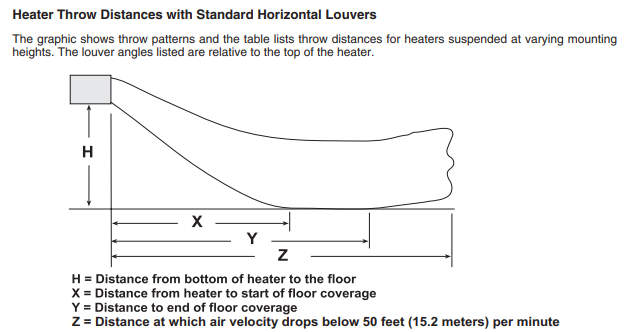 Heater Throw Distances with Standard Horizontal Louvers
The graphic shows throw patterns and the table lists throw distances for heaters suspended at varying mounting
heights. The louver angles listed are relative to the top of the heater.
H
X
Y
Z
H = Distance from bottom of heater to the floor
X = Distance from heater to start of floor coverage
Y = Distance to end of floor coverage
Z = Distance at which air velocity drops below 50 feet (15.2 meters) per minute